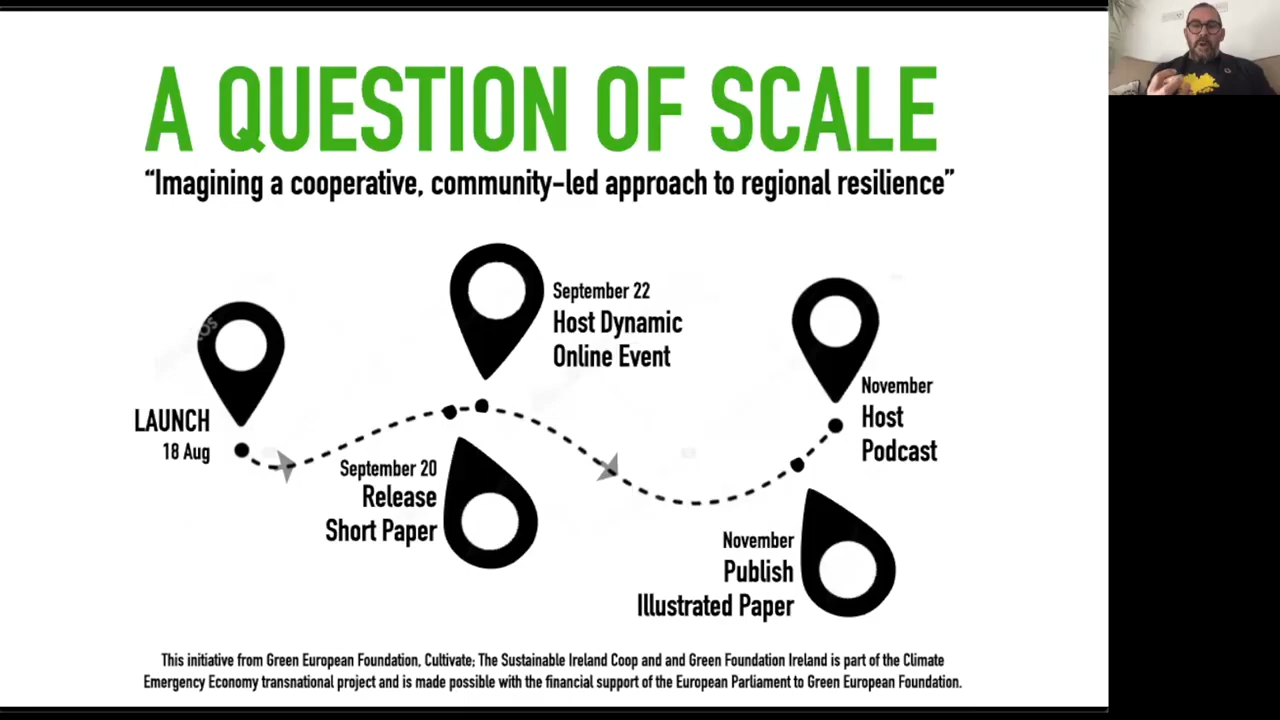 A QUESTION OF SCALE
“Imagining a cooperative, community-led approach to regional resilience”
LAUNCH
18 Aug
September 20
Release
Short Paper
September 22
Host Dynamic
Online Event
November
Publish
Illustrated Paper
November
Host
Podcast
This initiative from Green European Foundation, Cultivate; The Sustainable Ireland Coop and and Green Foundation Ireland is part of the Climate
Emergency Economy transnational project and is made possible with the financial support of the European Parliament to Green European Foundation.